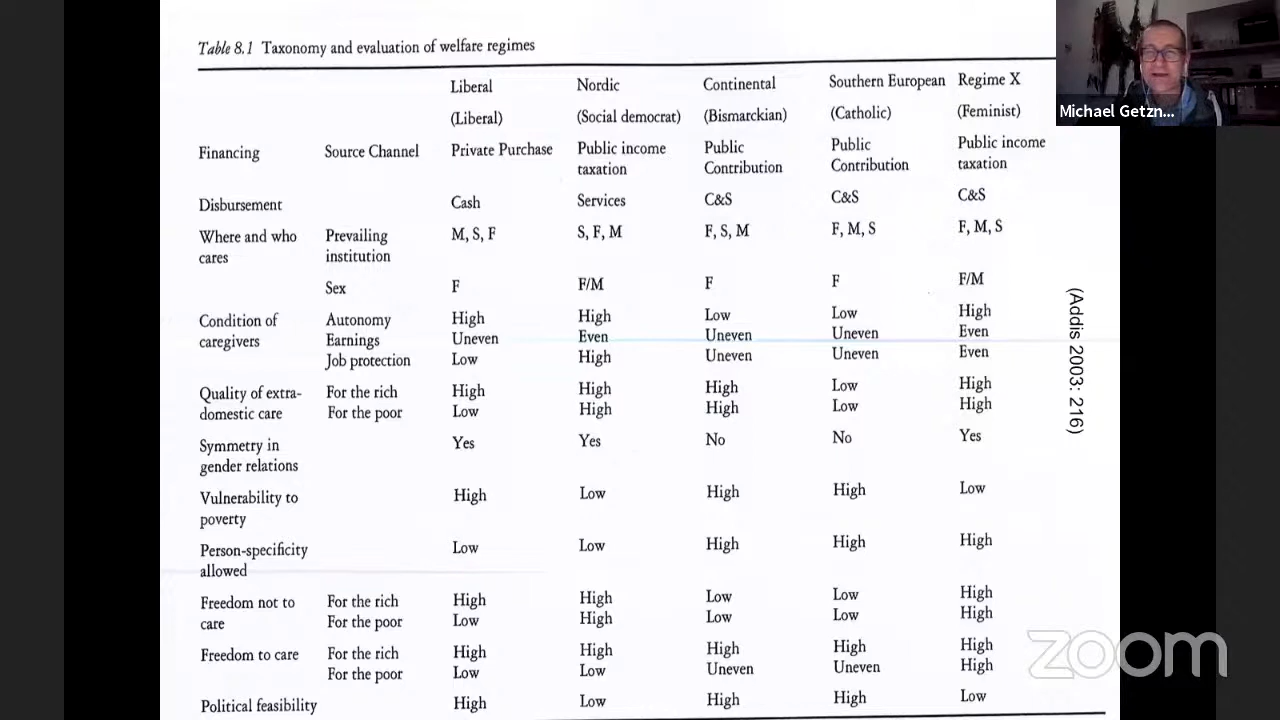 Table 8.1 Taxonomy and evaluation of welfare regimes
Liberal Nordic Continental Southern European Regime X
(Liberal) (Social democrat) (Bismarckian) (Catholic) (Feminist)
Financing Source Channel Private Purchase Public income Public Public Public income
taxation Contribution Contribution taxation
Disbursement Cash Services C&S C&S C&S
Where and who Prevailing M, S, F S, F, M F, S, M F, M, S F, M, S
cares institution
Sex F F/M F F F/M
Condition of Autonomy High High Low Low High
caregivers Earnings Uneven Even Uneven Uneven Even
Job protection Low High Uneven Uneven Even
Quality of extra- For the rich High High High Low High
domestic care For the poor Low High High Low High
Symmetry in Yes Yes No No Yes
gender relations
Vulnerability to High Low High High Low
poverty
Person-specificity Low Low High High High
allowed
Freedom not to For the rich High High Low Low High
care For the poor Low High Low Low High
Freedom to care For the rich High High High High High
For the poor Low Low Uneven Uneven High
Political feasibility High Low High High Low
(Addis 2003: 216)
Michael Getzn...
zoom